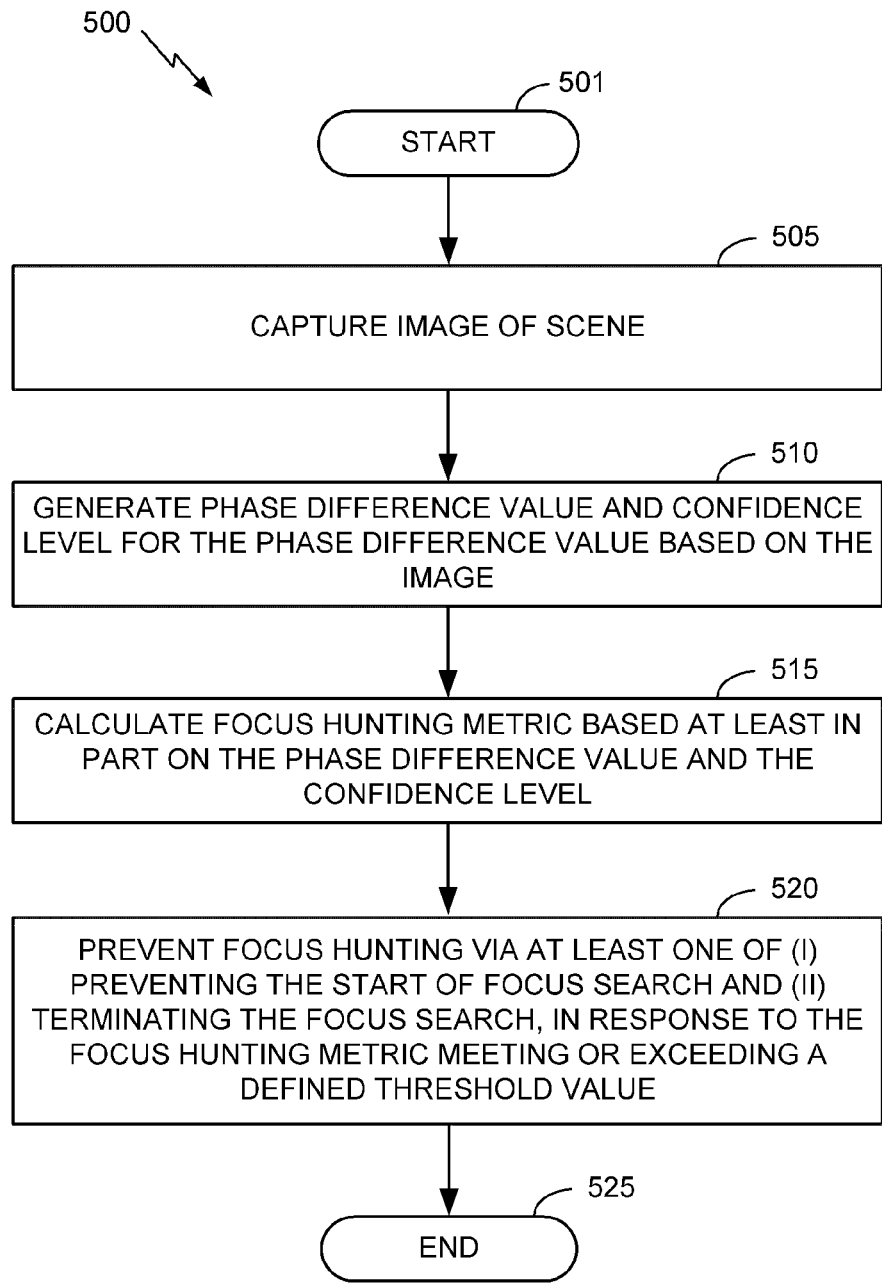 500
501
START
505
CAPTURE IMAGE OF SCENE
510
GENERATE PHASE DIFFERENCE VALUE AND CONFIDENCE
LEVEL FOR THE PHASE DIFFERENCE VALUE BASED ON THE
IMAGE
515
CALCULATE FOCUS HUNTING METRIC BASED AT LEAST IN
PART ON THE PHASE DIFFERENCE VALUE AND THE
CONFIDENCE LEVEL
520
PREVENT FOCUS HUNTING VIA AT LEAST ONE OF (I)
PREVENTING THE START OF FOCUS SEARCH AND (II)
TERMINATING THE FOCUS SEARCH, IN RESPONSE TO THE
FOCUS HUNTING METRIC MEETING OR EXCEEDING A
DEFINED THRESHOLD VALUE
525
END